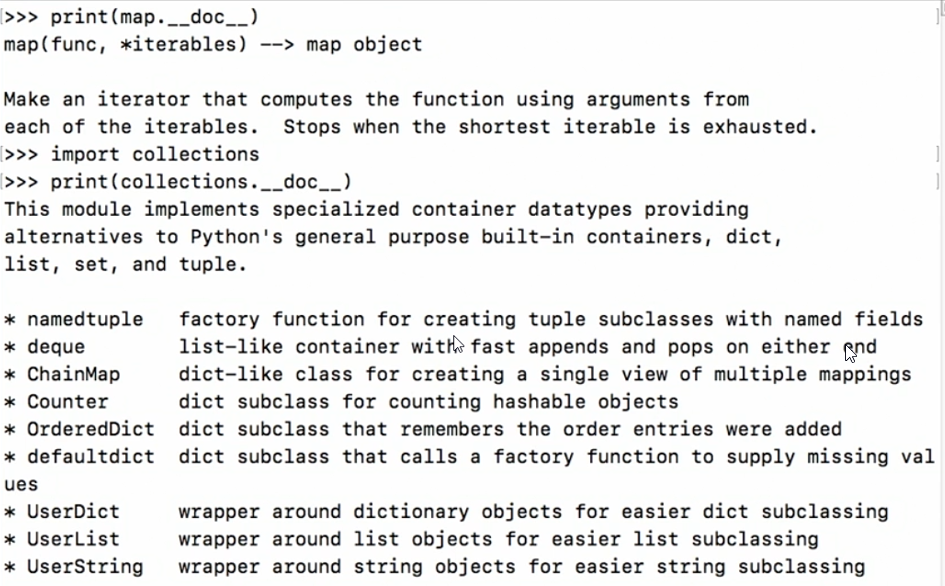 >>> print(map.__doc__)
map(func, *iterables) --> map object
Make an iterator that computes the function using arguments from
each of the iterables.  Stops when the shortest iterable is exhausted.
>>> import collections
>>> print(collections.__doc__)
This module implements specialized container datatypes providing
alternatives to Python's general purpose built-in containers, dict,
list, set, and tuple.
* namedtuple   factory function for creating tuple subclasses with named fields
* deque        list-like container with fast appends and pops on either end
* ChainMap     dict-like class for creating a single view of multiple mappings
* Counter      dict subclass for counting hashable objects
* OrderedDict  dict subclass that remembers the order entries were added
* defaultdict  dict subclass that calls a factory function to supply missing val
ues
* UserDict     wrapper around dictionary objects for easier dict subclassing
* UserList     wrapper around list objects for easier list subclassing
* UserString   wrapper around string objects for easier string subclassing